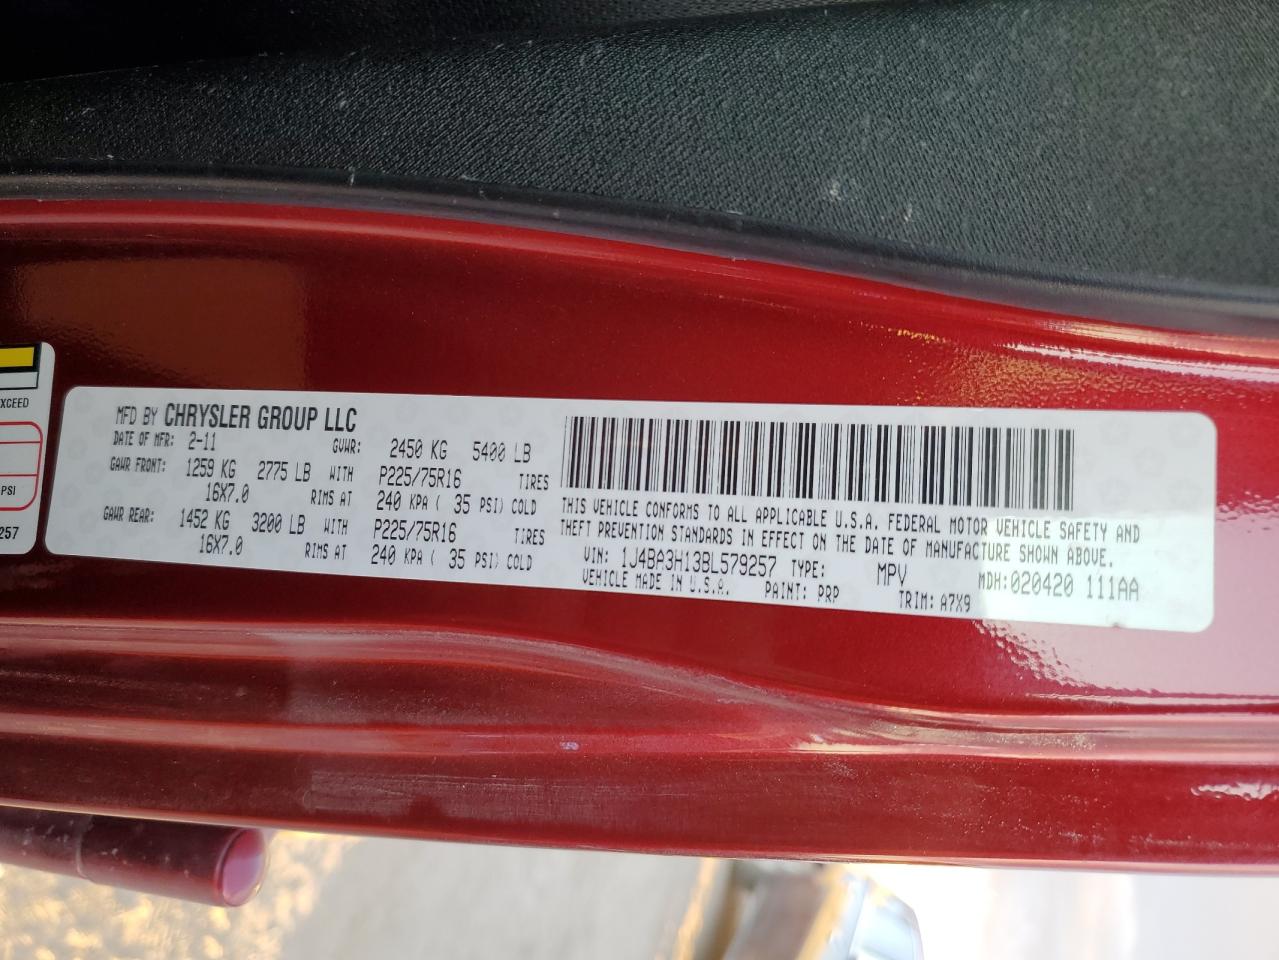 XCEED
PSI
257
MFD BY CHRYSLER GROUP LLC
DATE OF MFR: 2-11 GVWR: 2450 KG 5400 LB
GAWR FRONT: 1259 KG 2775 LB WITH P225/75R16 TIRES
16X7.0 RIMS AT 240 KPA ( 35 PSI) COLD
GAWR REAR: 1452 KG 3200 LB WITH P225/75R16 TIRES
16X7.0 RIMS AT 240 KPA ( 35 PSI) COLD
THIS VEHICLE CONFORMS TO ALL APPLICABLE U.S.A. FEDERAL MOTOR VEHICLE SAFETY AND
THEFT PREVENTION STANDARDS IN EFFECT ON THE DATE OF MANUFACTURE SHOWN ABOVE.
VIN: 1J4BA3H13BL579257 TYPE: MPV MDH: 020420 111AA
VEHICLE MADE IN U.S.A. PAINT: PRP TRIM: A7X9